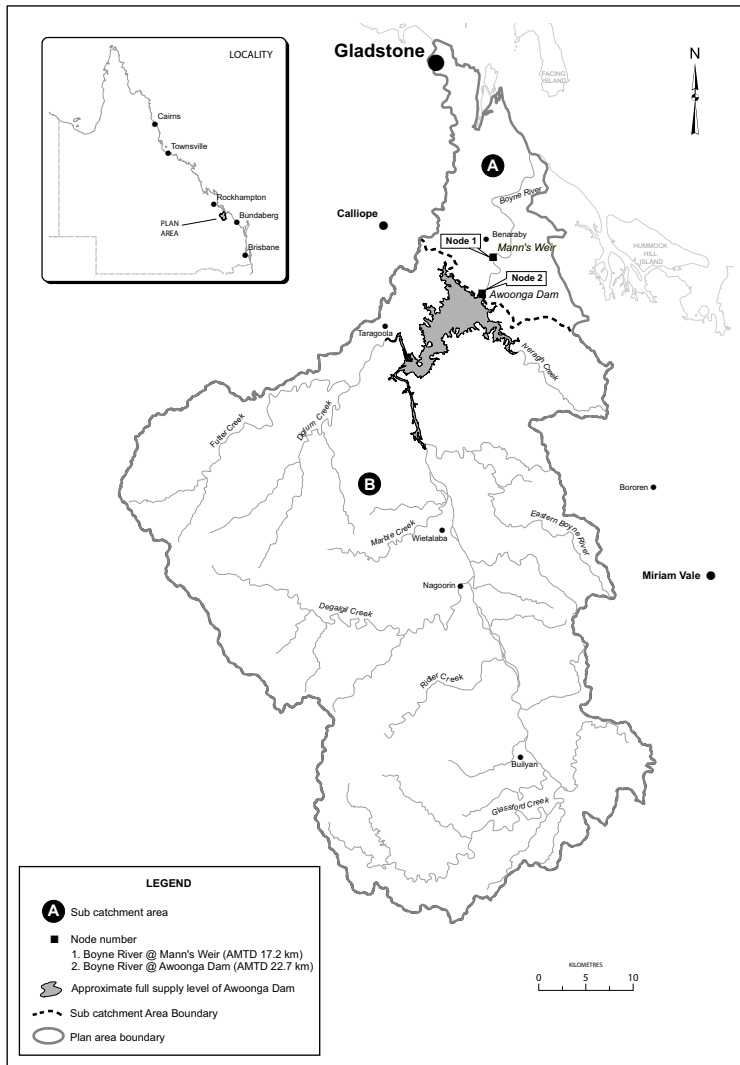 LOCALITY
Cairns
Townsville
Rockhampton
PLAN
AREA
Bundaberg
Brisbane
Gladstone
N
FACING
ISLAND
A
Boyne River
Calliope
Benaraby
Node 1
Mann's Weir
HUMMOCK
HILL
ISLAND
Node 2
Awoonga Dam
Taragoola
Iveragh Creek
Futter Creek
Dglum Creek
B
Bororen
Eastern Boyne
River
Marble Creek
Wietalaba
Miriam Vale
Nagoorin
Degalgil Creek
Rider Creek
Builyan
Glassford Creek
LEGEND
A Sub catchment area
Node number
1. Boyne River @ Mann's Weir (AMTD 17.2 km)
2. Boyne River @ Awoonga Dam (AMTD 22.7 km)
Approximate full supply level of Awoonga Dam
Sub catchment Area Boundary
Plan area boundary
KILOMETRES
0 5 10